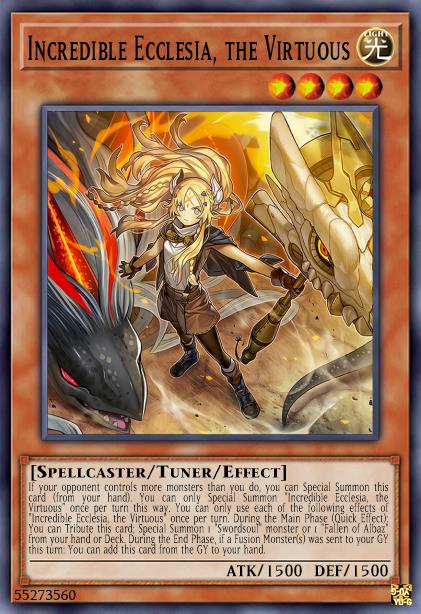 INCREDIBLE ECCLESIA, THE VIRTUOUS
LIGHT
光
[SPELLCASTER/TUNER/EFFECT]
If your opponent controls more monsters than you do, you can Special Summon this
card (from your hand). You can only Special Summon "Incredible Ecclesia, the
Virtuous" once per turn this way. You can only use each of the following effects of
"Incredible Ecclesia, the Virtuous" once per turn. During the Main Phase (Quick Effect):
You can Tribute this card; Special Summon 1 "Swordsoul" monster or 1 "Fallen of Albaz"
from your hand or Deck. During the End Phase, if a Fusion Monster(s) was sent to your GY
this turn: You can add this card from the GY to your hand.
ATK/1500 DEF/1500
55273560